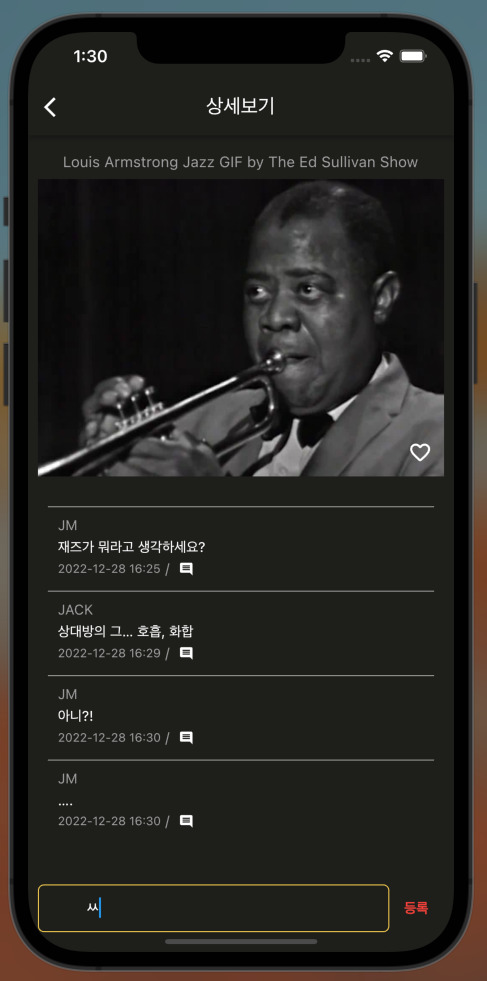 1:30
상세보기
Louis Armstrong Jazz GIF by The Ed Sullivan Show
JM
재즈가 뭐라고 생각하세요?
2022-12-28 16:25 /
JACK
상대방의 그... 호흡, 화합
2022-12-28 16:29 /
JM
아니?!
2022-12-28 16:30 /
JM
....
2022-12-28 16:30 /
ㅆ
등록